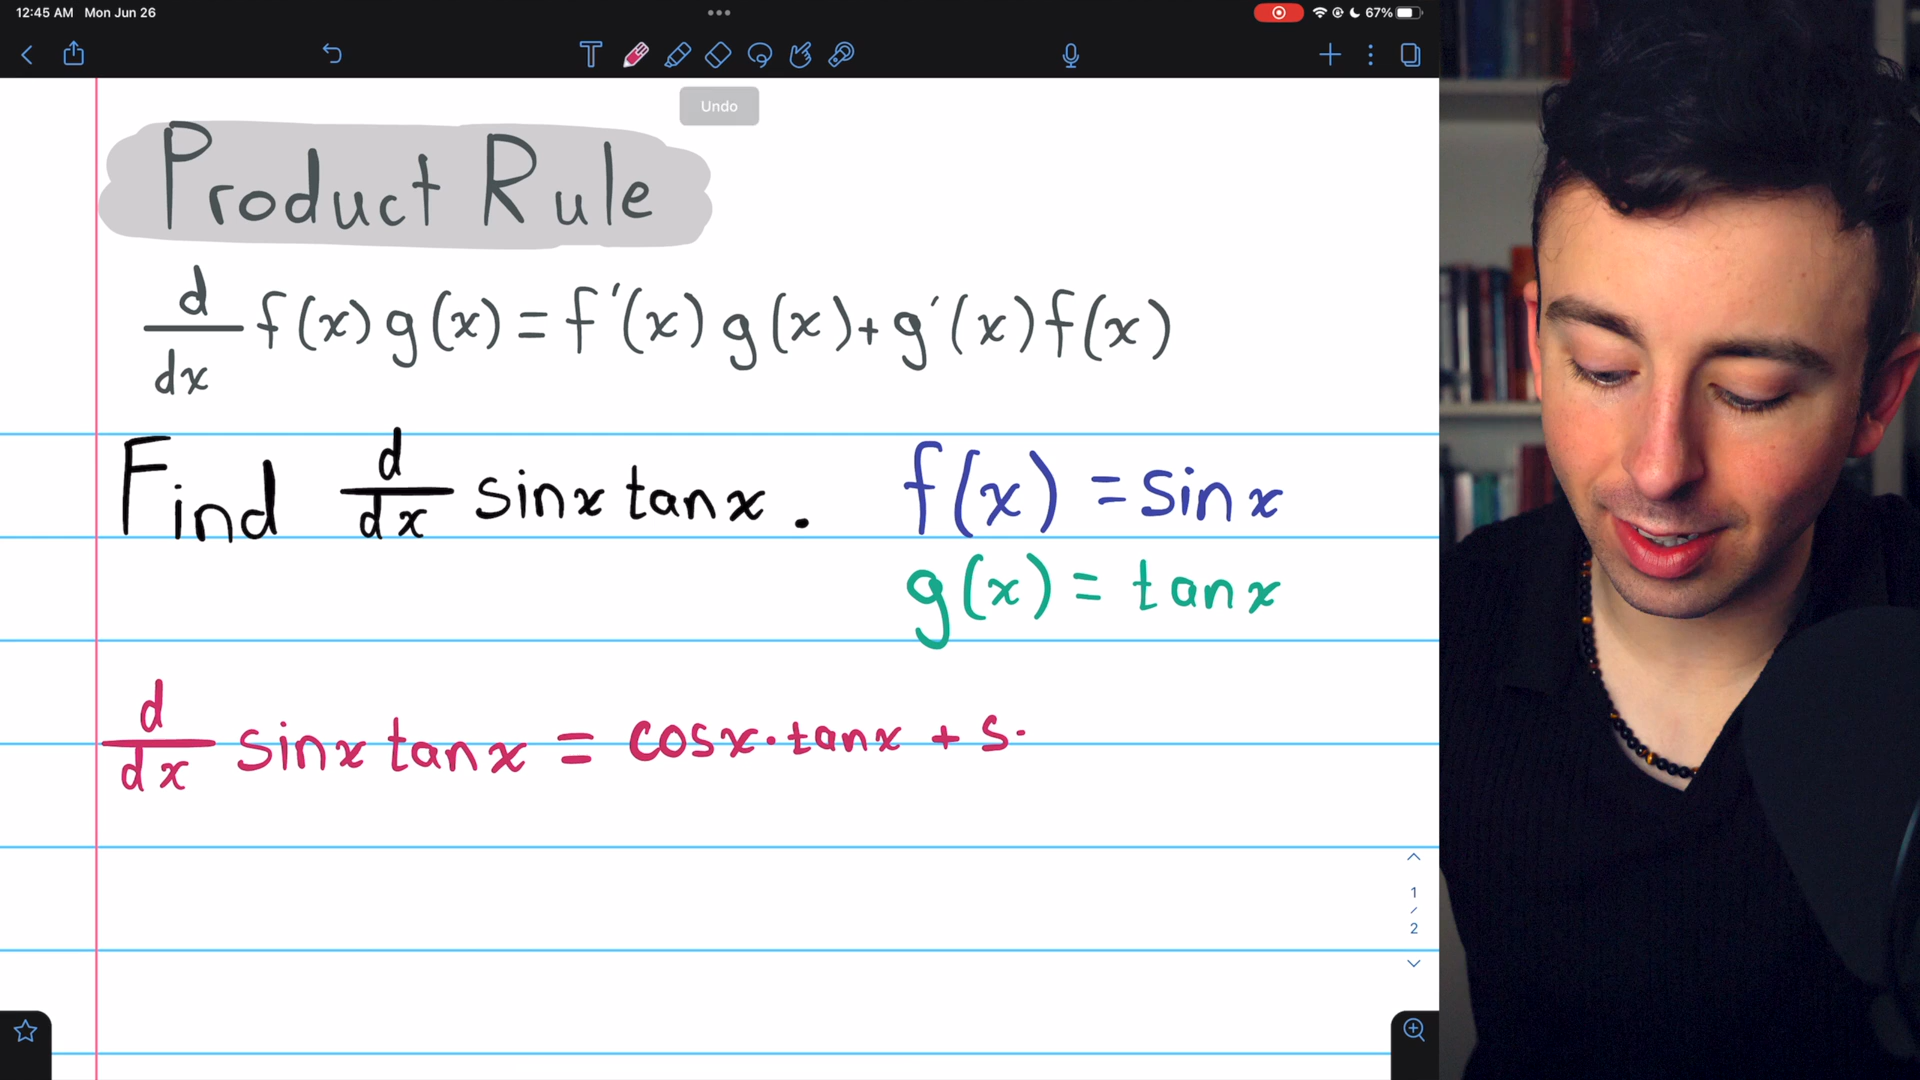 12:45 AM Mon Jun 26
67%
Undo
Product Rule
d/dx f(x)g(x) = f'(x)g(x) + g'(x)f(x)
Find d/dx sinx tanx. f(x) = sinx
g(x) = tanx
d/dx sinx tanx = cosx·tanx + s·
1
/
2